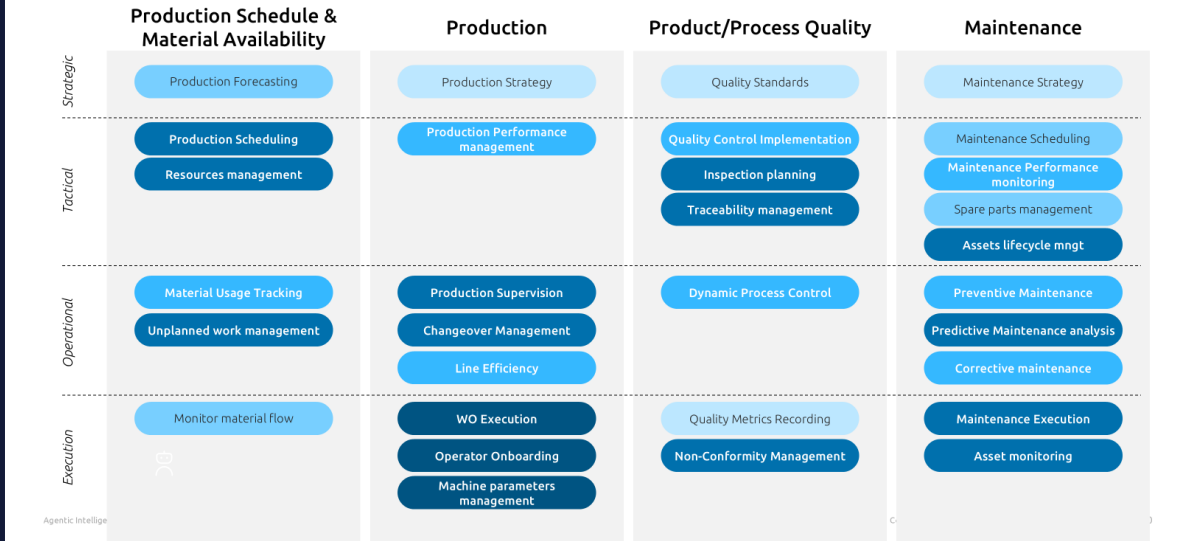 Production Schedule &
Material Availability
Production
Product/Process Quality
Maintenance
Strategic
Production Forecasting
Production Strategy
Quality Standards
Maintenance Strategy
Tactical
Production Scheduling
Resources management
Production Performance
management
Quality Control Implementation
Inspection planning
Traceability management
Maintenance Scheduling
Maintenance Performance
monitoring
Spare parts management
Assets lifecycle mngt
Operational
Material Usage Tracking
Unplanned work management
Production Supervision
Changeover Management
Line Efficiency
Dynamic Process Control
Preventive Maintenance
Predictive Maintenance analysis
Corrective maintenance
Execution
Monitor material flow
WO Execution
Operator Onboarding
Machine parameters
management
Quality Metrics Recording
Non-Conformity Management
Maintenance Execution
Asset monitoring
Agentic Intellige